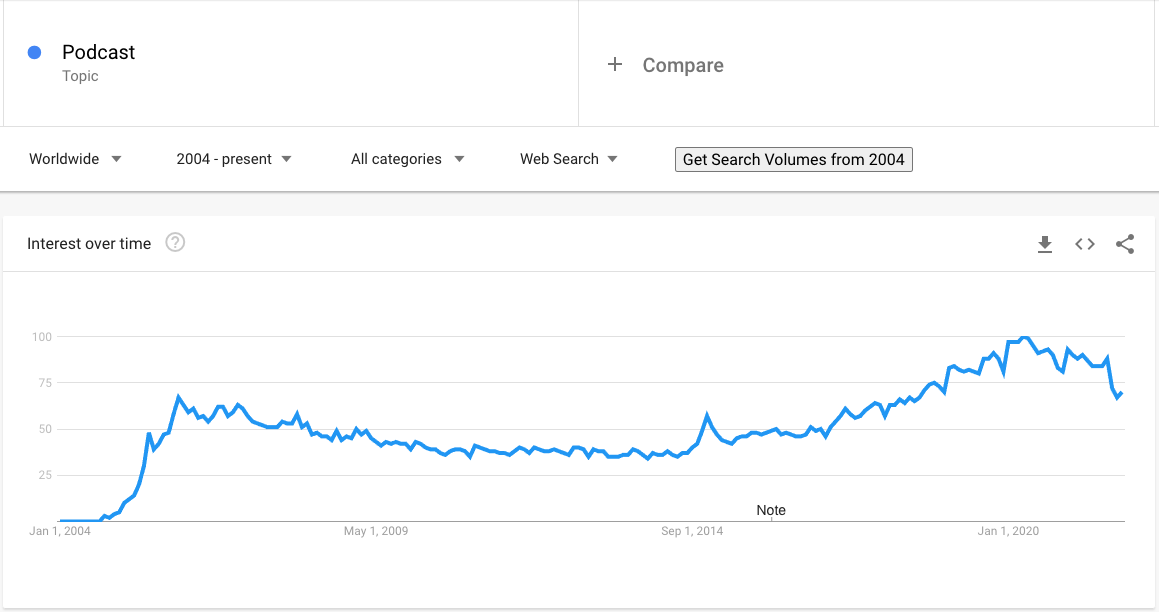 Podcast
Topic
+ Compare
Worldwide 2004 - present All categories Web Search Get Search Volumes from 2004
Interest over time ?
100
75
50
25
Note
Jan 1, 2004 May 1, 2009 Sep 1, 2014 Jan 1, 2020